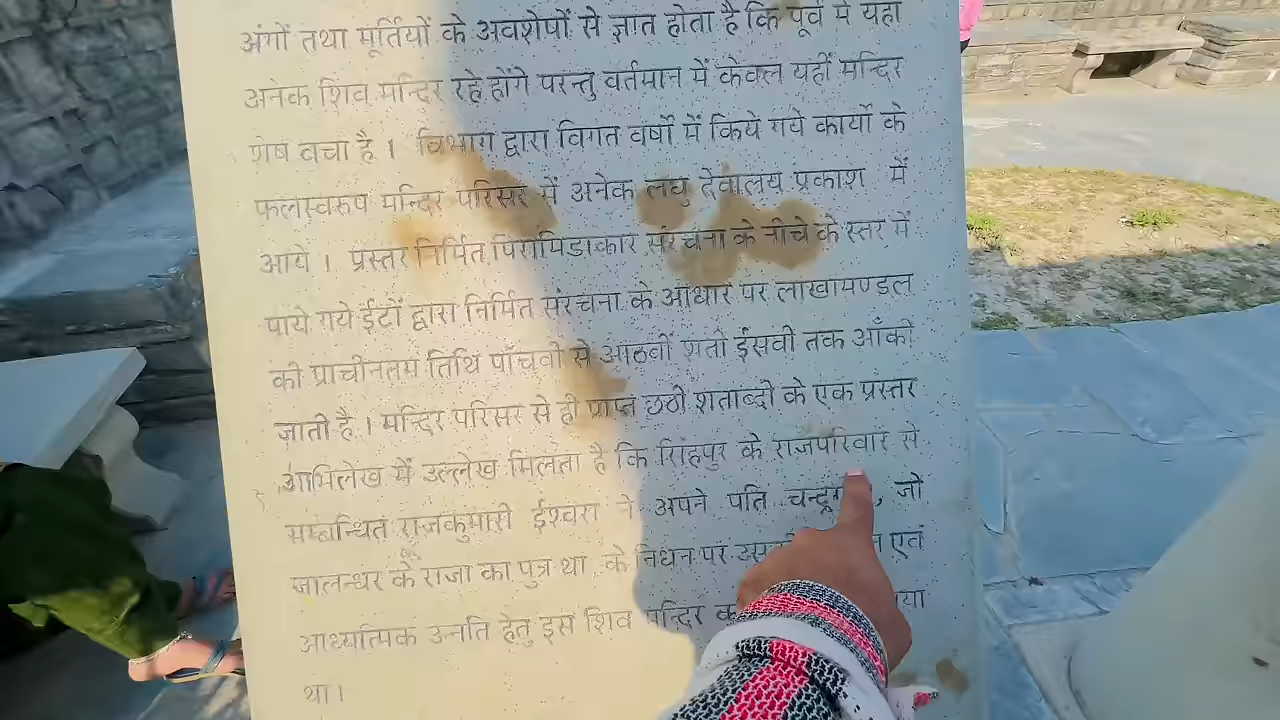 अंगों तथा मूर्तियों के अवशेषों से ज्ञात होता है कि पूर्व में यहां
अनेक शिव मन्दिर रहे होंगे परन्तु वर्तमान में केवल यहीं मन्दिर
शेष बचा है । विभाग द्वारा विगत वर्षों में किये गये कार्यों के
फलस्वरुप मन्दिर परिसर में अनेक लघु देवालय प्रकाश में
आये । प्रस्तर निर्मित पिरामिडाकार संरचना के नीचे के स्तर में
पाये गये ईंटों द्वारा निर्मित संरचना के आधार पर लाखामण्डल
की प्राचीनतम तिथि पाँचवीं से आठवीं शती ईसवी तक आँकी
जाती है । मन्दिर परिसर से ही प्राप्त छठी शताब्दी के एक प्रस्तर
अभिलेख में उल्लेख मिलता है कि सिंहपुर के राजपरिवार से
सम्बन्धित राजकुमारी ईश्वरा ने अपने पति , जो
जालन्धर के राजा का पुत्र था के निधन पर एवं
आध्यात्मिक उन्नति हेतु इस शिव मन्दिर
था ।